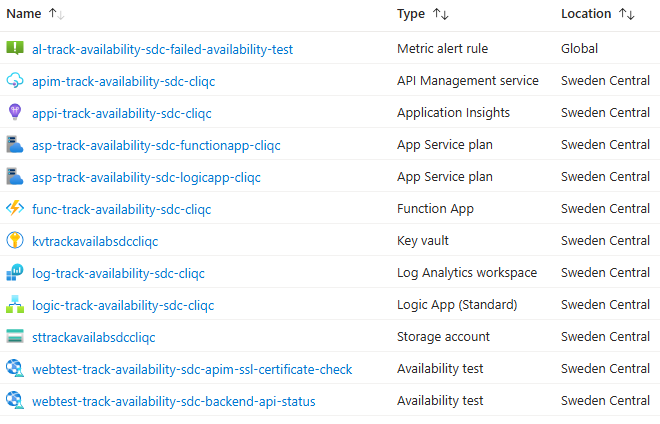 Name ↑↓ Type ↑↓ Location ↑↓
al-track-availability-sdc-failed-availability-test Metric alert rule Global
apim-track-availability-sdc-cliqc API Management service Sweden Central
appi-track-availability-sdc-cliqc Application Insights Sweden Central
asp-track-availability-sdc-functionapp-cliqc App Service plan Sweden Central
asp-track-availability-sdc-logicapp-cliqc App Service plan Sweden Central
func-track-availability-sdc-cliqc Function App Sweden Central
kvtrackavailabsdccliqc Key vault Sweden Central
log-track-availability-sdc-cliqc Log Analytics workspace Sweden Central
logic-track-availability-sdc-cliqc Logic App (Standard) Sweden Central
sttrackavailabsdccliqc Storage account Sweden Central
webtest-track-availability-sdc-apim-ssl-certificate-check Availability test Sweden Central
webtest-track-availability-sdc-backend-api-status Availability test Sweden Central